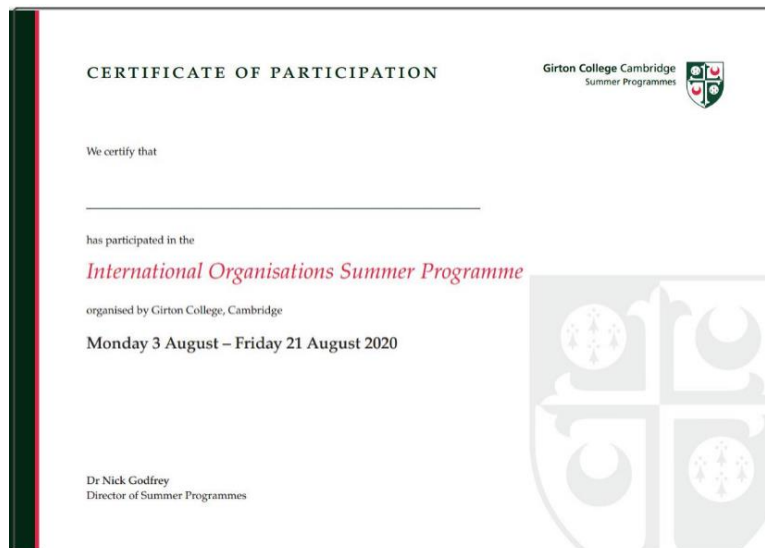 CERTIFICATE OF PARTICIPATION
Girton College Cambridge
Summer Programmes
We certify that
has participated in the
International Organisations Summer Programme
organised by Girton College, Cambridge
Monday 3 August – Friday 21 August 2020
Dr Nick Godfrey
Director of Summer Programmes